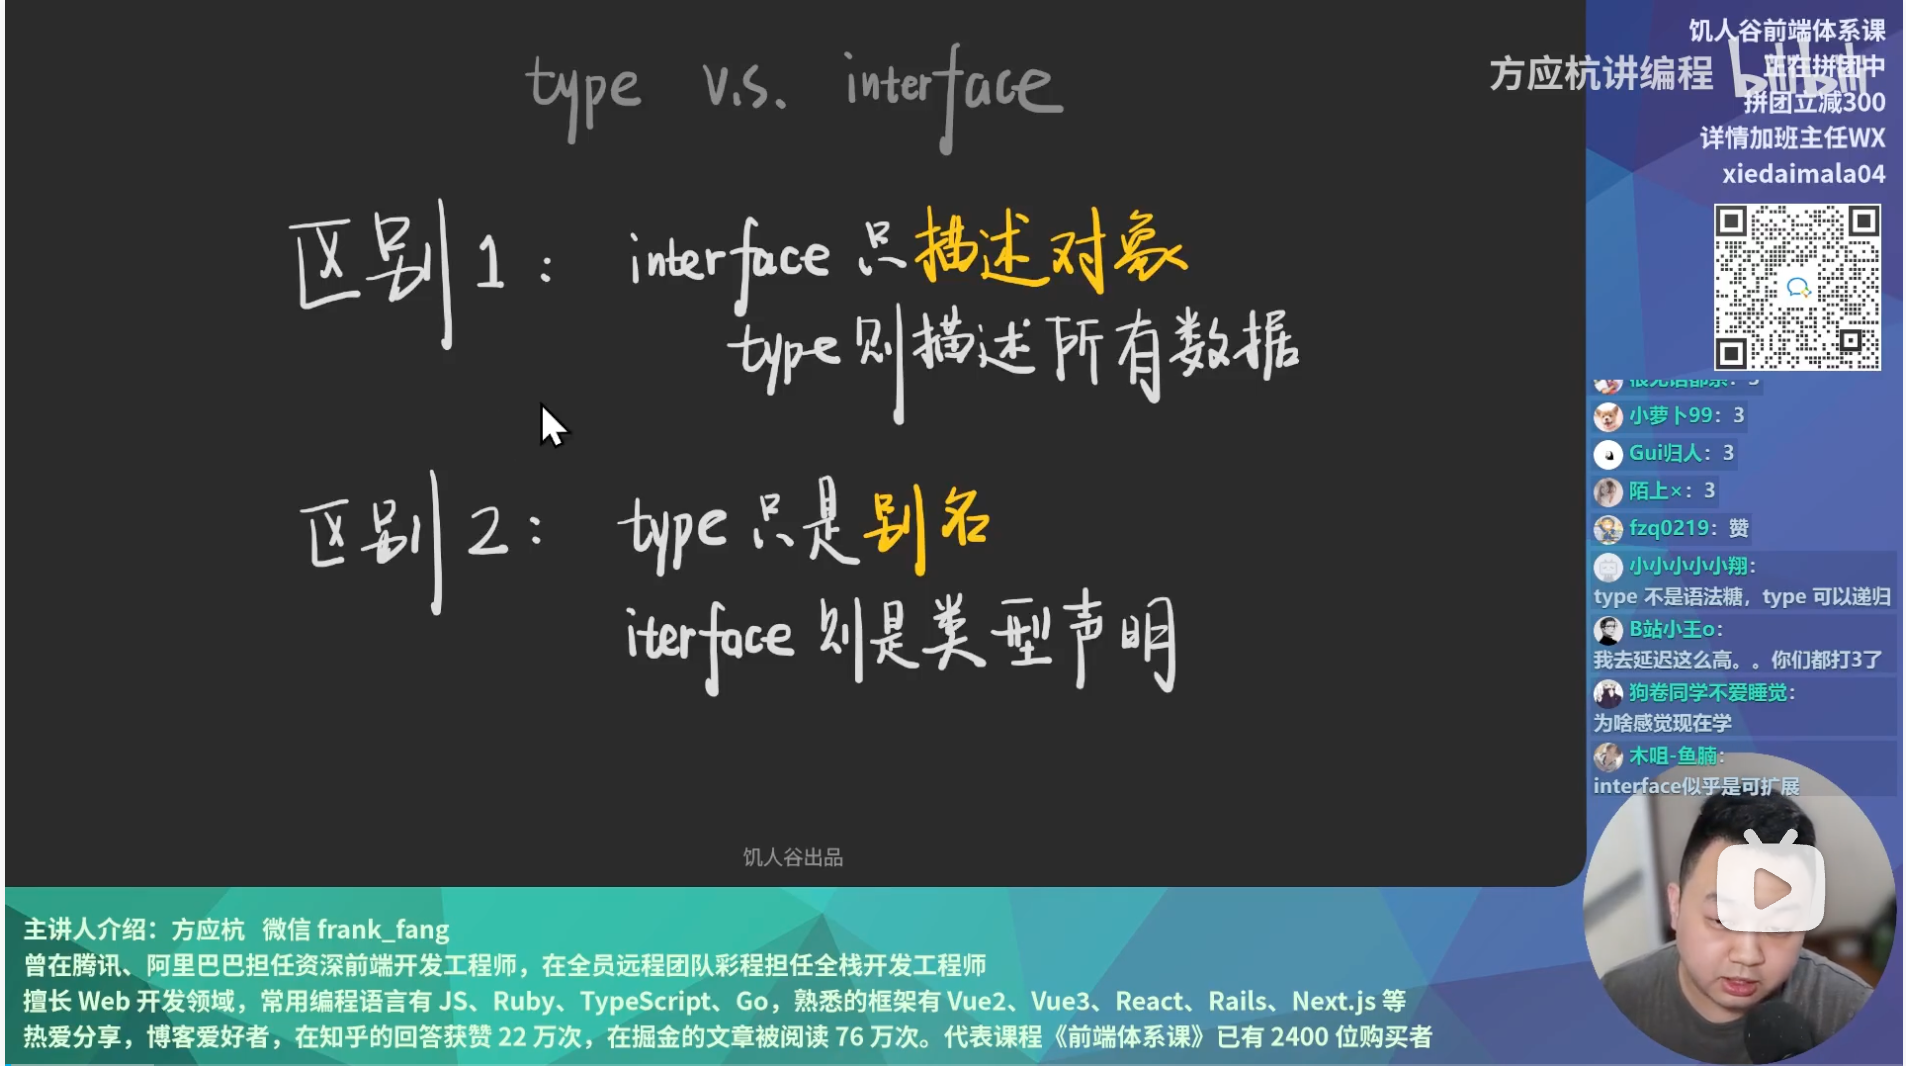 type v.s. interface
区别1： interface 只描述对象
type 则描述所有数据
区别2： type 只是别名
iterface 则是类型声明
饥人谷出品
方应杭讲编程
bilibili
饥人谷前端体系课
正在拼团中
拼团立减300
详情加班主任WX
xiedaimala04
小萝卜99：3
Gui归人：3
陌上×：3
fzq0219：赞
小小小小小翔：
type 不是语法糖，type 可以递归
B站小王o：
我去延迟这么高。。你们都打3了
狗卷同学不爱睡觉：
为啥感觉现在学
木咀-鱼腩：
interface似乎是可扩展
主讲人介绍：方应杭 微信 frank_fang
曾在腾讯、阿里巴巴担任资深前端开发工程师，在全员远程团队彩程担任全栈开发工程师
擅长 Web 开发领域，常用编程语言有 JS、Ruby、TypeScript、Go，熟悉的框架有 Vue2、Vue3、React、Rails、Next.js 等
热爱分享，博客爱好者，在知乎的回答获赞 22 万次，在掘金的文章被阅读 76 万次。代表课程《前端体系课》已有 2400 位购买者